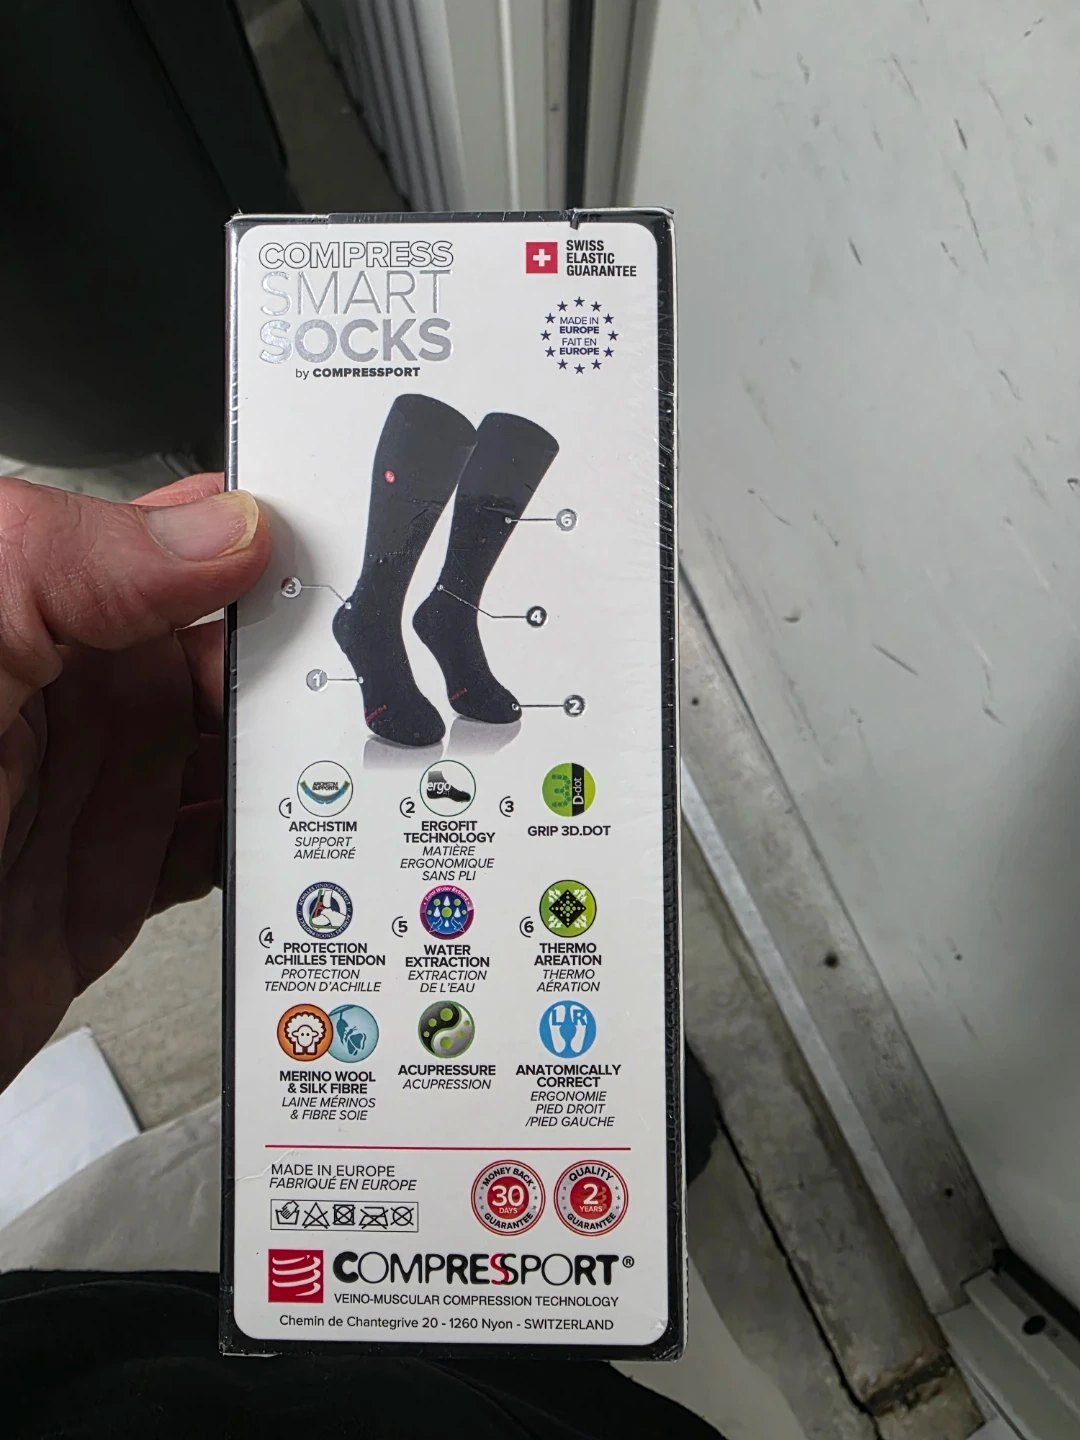 COMPRESS
SMART
SOCKS
by COMPRESSPORT
SWISS
ELASTIC
GUARANTEE
MADE IN
EUROPE
FAIT EN
EUROPE
6
3
4
1
2
ARCHSTIM
SUPPORTS
1
ARCHSTIM
SUPPORT
AMÉLIORÉ
ergo
2
ERGOFIT
TECHNOLOGY
MATIÈRE
ERGONOMIQUE
SANS PLI
D-dot
3
GRIP 3D.DOT
4
PROTECTION
ACHILLES TENDON
PROTECTION
TENDON D'ACHILLE
5
WATER
EXTRACTION
EXTRACTION
DE L'EAU
6
THERMO
AREATION
THERMO
AÉRATION
MERINO WOOL
& SILK FIBRE
LAINE MÉRINOS
& FIBRE SOIE
ACUPRESSURE
ACUPRESSION
L R
ANATOMICALLY
CORRECT
ERGONOMIE
PIED DROIT
/PIED GAUCHE
MADE IN EUROPE
FABRIQUÉ EN EUROPE
MONEY BACK
30
DAYS
GUARANTEE
QUALITY
2
YEARS
GUARANTEE
COMPRESSPORT®
VEINO-MUSCULAR COMPRESSION TECHNOLOGY
Chemin de Chantegrive 20 - 1260 Nyon - SWITZERLAND